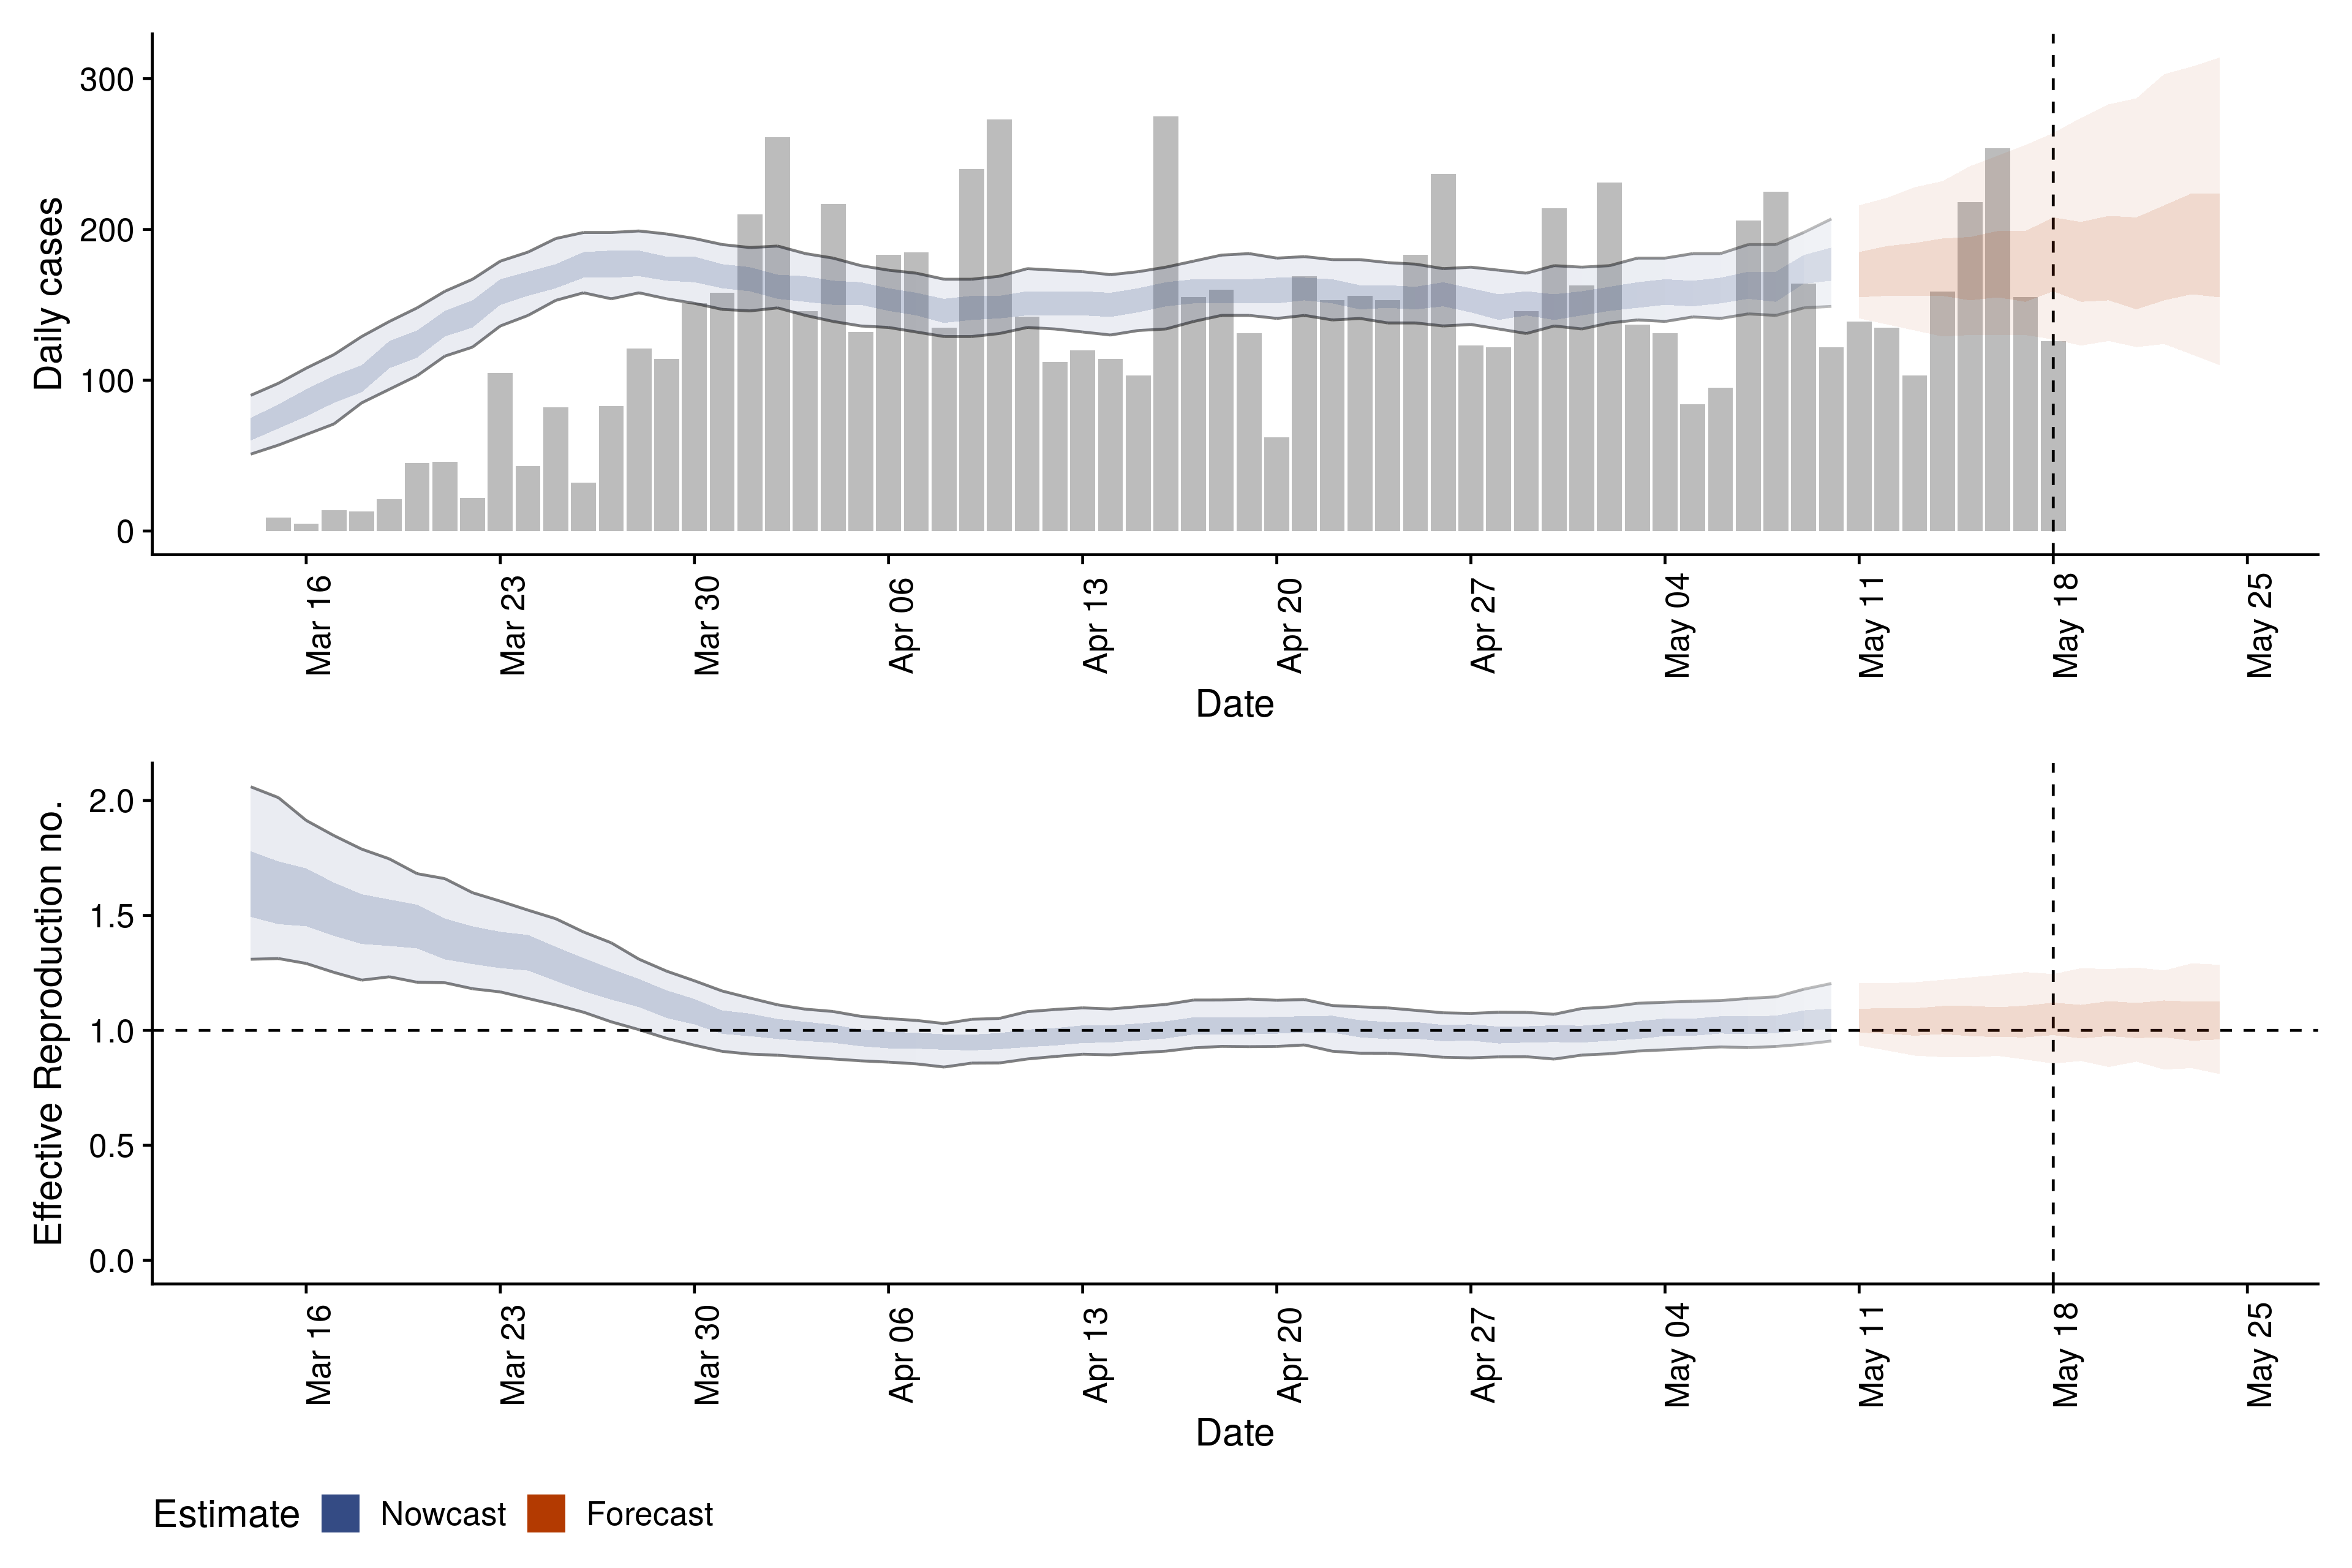 Daily cases
300
200
100
0
Mar 16
Mar 23
Mar 30
Apr 06
Apr 13
Apr 20
Apr 27
May 04
May 11
May 18
May 25
Date
Effective Reproduction no.
2.0
1.5
1.0
0.5
0.0
Mar 16
Mar 23
Mar 30
Apr 06
Apr 13
Apr 20
Apr 27
May 04
May 11
May 18
May 25
Date
Estimate Nowcast Forecast